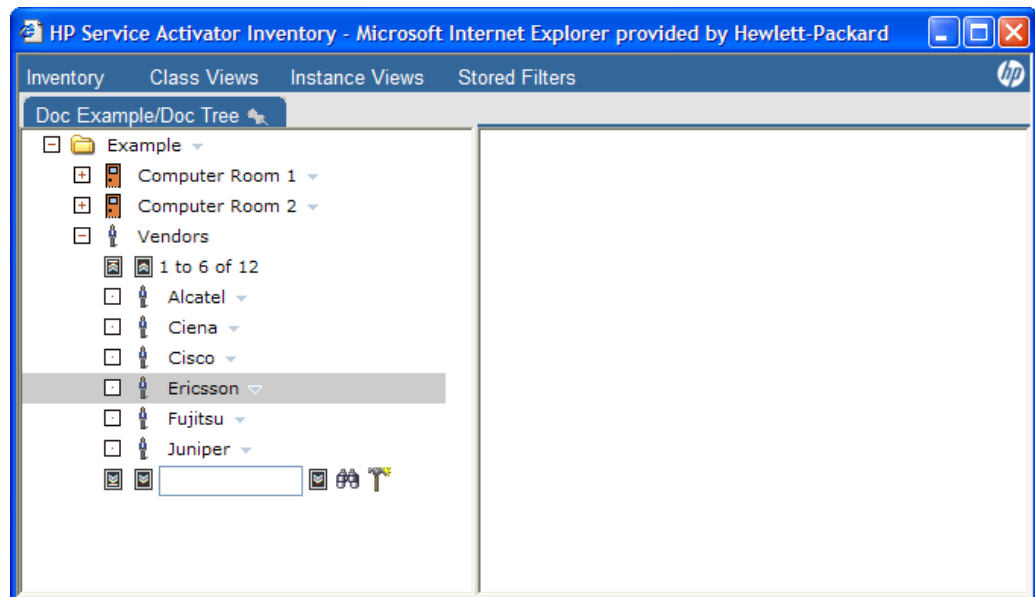 HP Service Activator Inventory - Microsoft Internet Explorer provided by Hewlett-Packard
Inventory Class Views Instance Views Stored Filters hp
Doc Example/Doc Tree
Example
Computer Room 1
Computer Room 2
Vendors
1 to 6 of 12
Alcatel
Ciena
Cisco
Ericsson
Fujitsu
Juniper